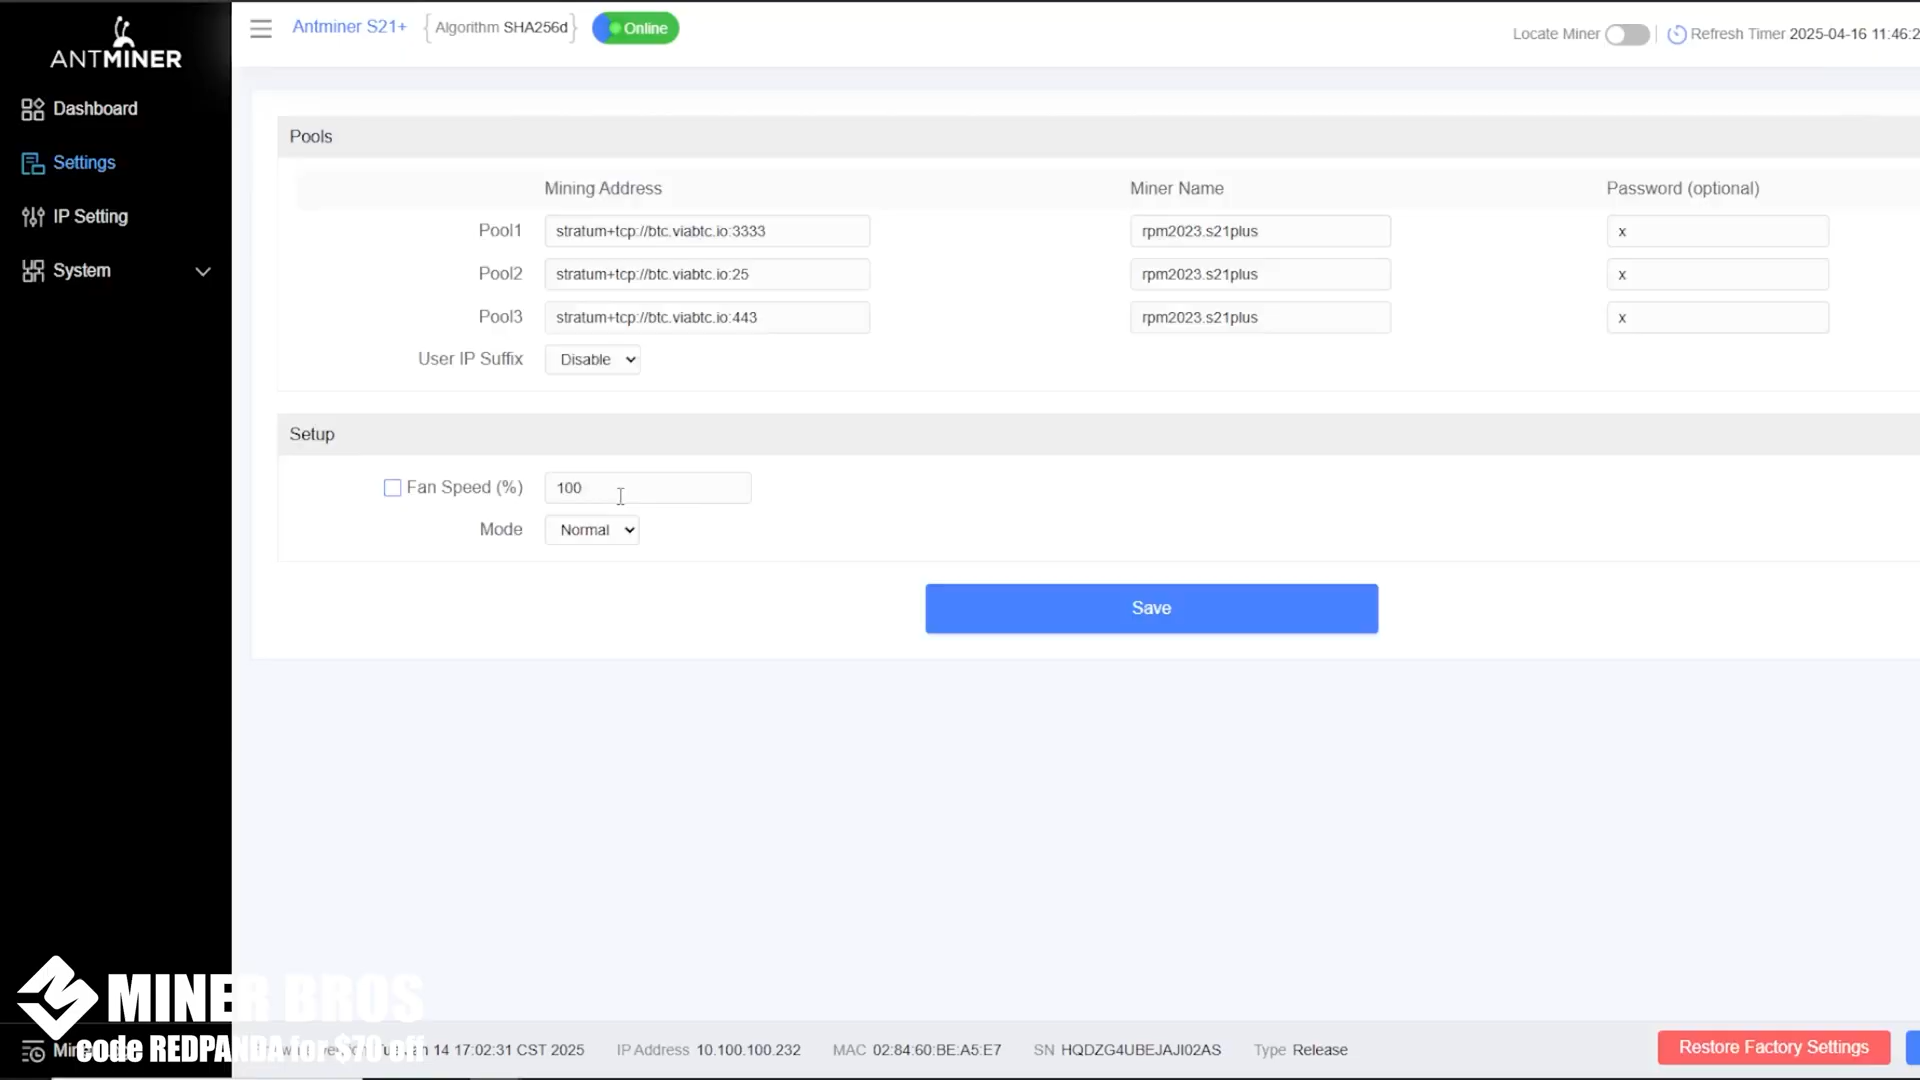 ANTMINER
Antminer S21+
Algorithm SHA256d
Online
Locate Miner
Refresh Timer 2025-04-16 11:46:2
Dashboard
Settings
IP Setting
System
Pools
Mining Address
Miner Name
Password (optional)
Pool1
stratum+tcp://btc.viabtc.io:3333
rpm2023.s21plus
x
Pool2
stratum+tcp://btc.viabtc.io:25
rpm2023.s21plus
x
Pool3
stratum+tcp://btc.viabtc.io:443
rpm2023.s21plus
x
User IP Suffix
Disable
Setup
Fan Speed (%)
100
Mode
Normal
Save
MINER BROS
code REDPANDA for $70 off
14 17:02:31 CST 2025
IP Address 10.100.100.232
MAC 02:84:60:BE:A5:E7
SN HQDZG4UBEJAJI02AS
Type Release
Restore Factory Settings